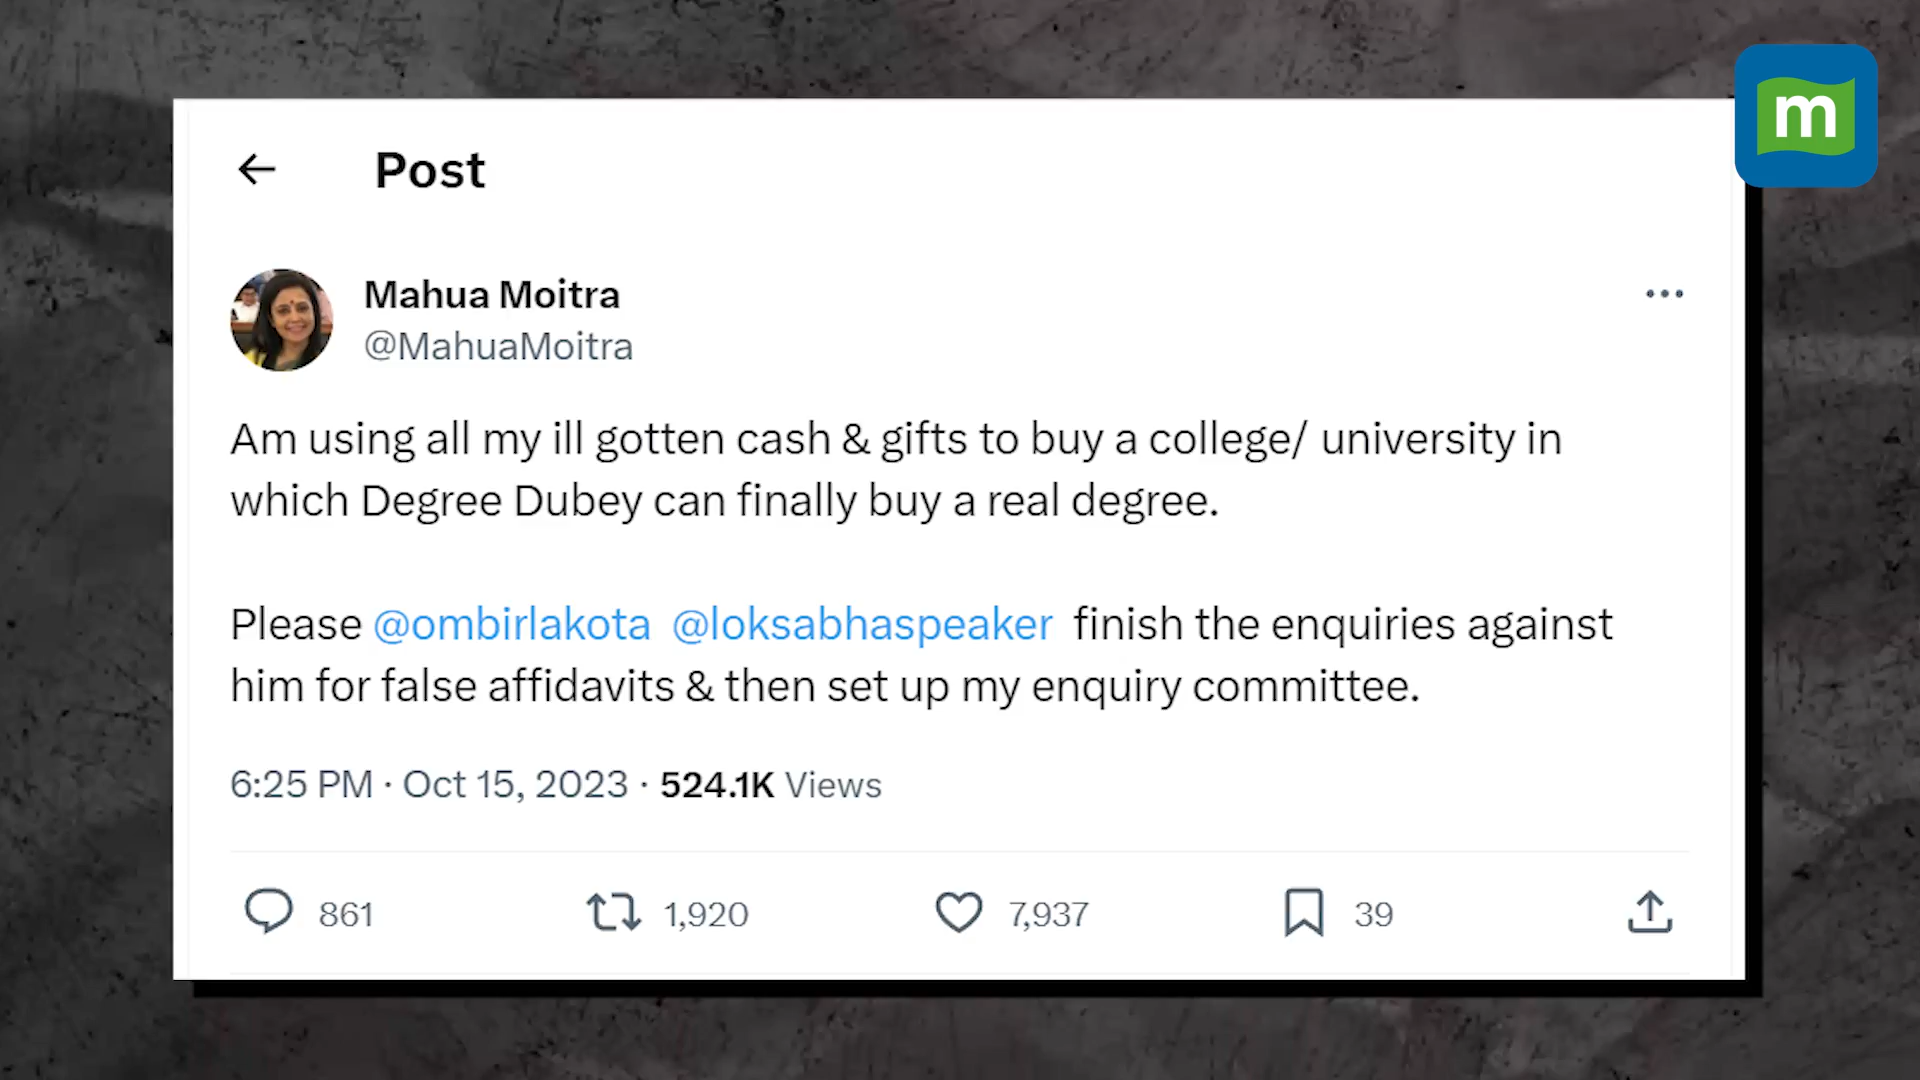 m
Post
Mahua Moitra
@MahuaMoitra
Am using all my ill gotten cash & gifts to buy a college/ university in
which Degree Dubey can finally buy a real degree.
Please @ombirlakota @loksabhaspeaker finish the enquiries against
him for false affidavits & then set up my enquiry committee.
6:25 PM · Oct 15, 2023 · 524.1K Views
861 1,920 7,937 39